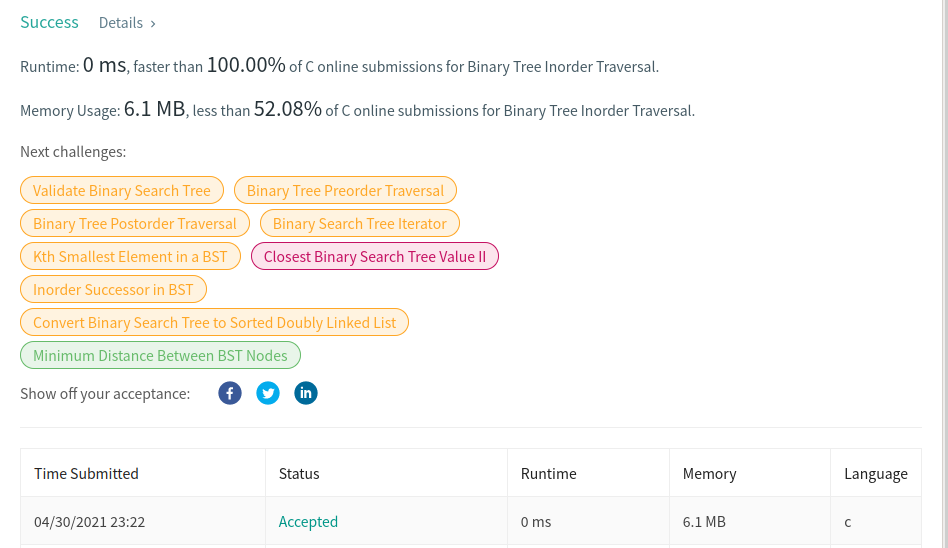 Success Details ›
Runtime: 0 ms, faster than 100.00% of C online submissions for Binary Tree Inorder Traversal.
Memory Usage: 6.1 MB, less than 52.08% of C online submissions for Binary Tree Inorder Traversal.
Next challenges:
Validate Binary Search Tree Binary Tree Preorder Traversal
Binary Tree Postorder Traversal Binary Search Tree Iterator
Kth Smallest Element in a BST Closest Binary Search Tree Value II
Inorder Successor in BST
Convert Binary Search Tree to Sorted Doubly Linked List
Minimum Distance Between BST Nodes
Show off your acceptance: f in
Time Submitted Status Runtime Memory Language
04/30/2021 23:22 Accepted 0 ms 6.1 MB c